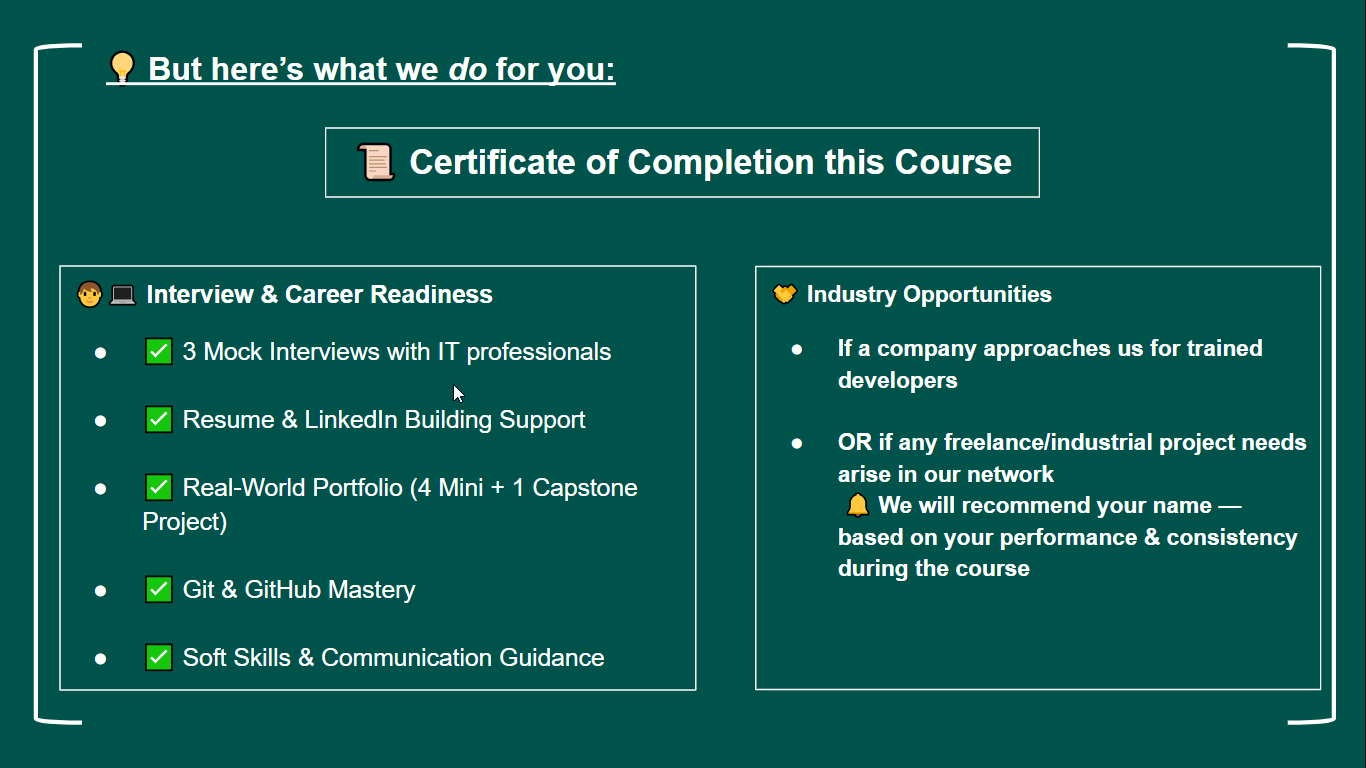 💡 But here’s what we do for you:
📜 Certificate of Completion this Course
🧑💻 Interview & Career Readiness
● ✅ 3 Mock Interviews with IT professionals
● ✅ Resume & LinkedIn Building Support
● ✅ Real-World Portfolio (4 Mini + 1 Capstone
Project)
● ✅ Git & GitHub Mastery
● ✅ Soft Skills & Communication Guidance
🤝 Industry Opportunities
● If a company approaches us for trained
developers
● OR if any freelance/industrial project needs
arise in our network
🔔 We will recommend your name —
based on your performance & consistency
during the course